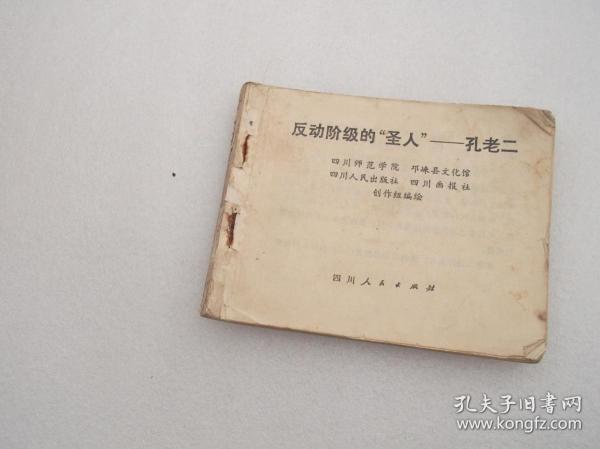 反动阶级的“圣人”——孔老二
四川师范学院 邛崃县文化馆
四川人民出版社 四川画报社
创作组编绘
四川人民出版社
孔夫子旧书网
www.kongfz.com